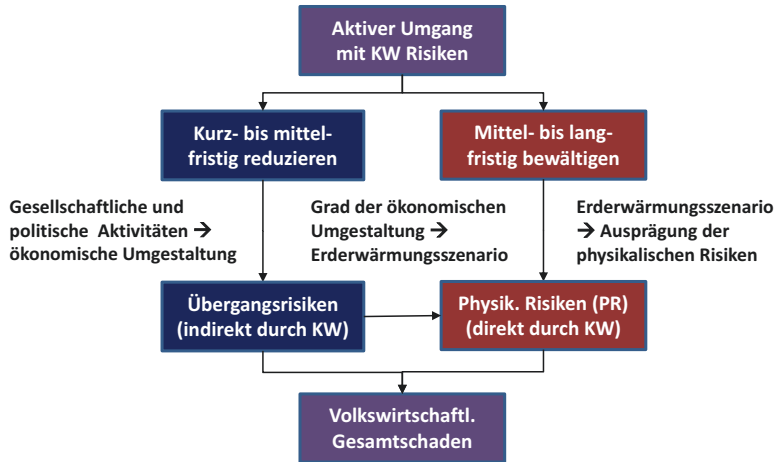 Aktiver Umgang
mit KW Risiken
Kurz- bis mittel-
fristig reduzieren
Mittel- bis lang-
fristig bewältigen
Gesellschaftliche und
politische Aktivitäten →
ökonomische Umgestaltung
Grad der ökonomischen
Umgestaltung →
Erderwärmungsszenario
Erderwärmungsszenario
→ Ausprägung der
physikalischen Risiken
Übergangsrisiken
(indirekt durch KW)
Physik. Risiken (PR)
(direkt durch KW)
Volkswirtschaftl.
Gesamtschaden